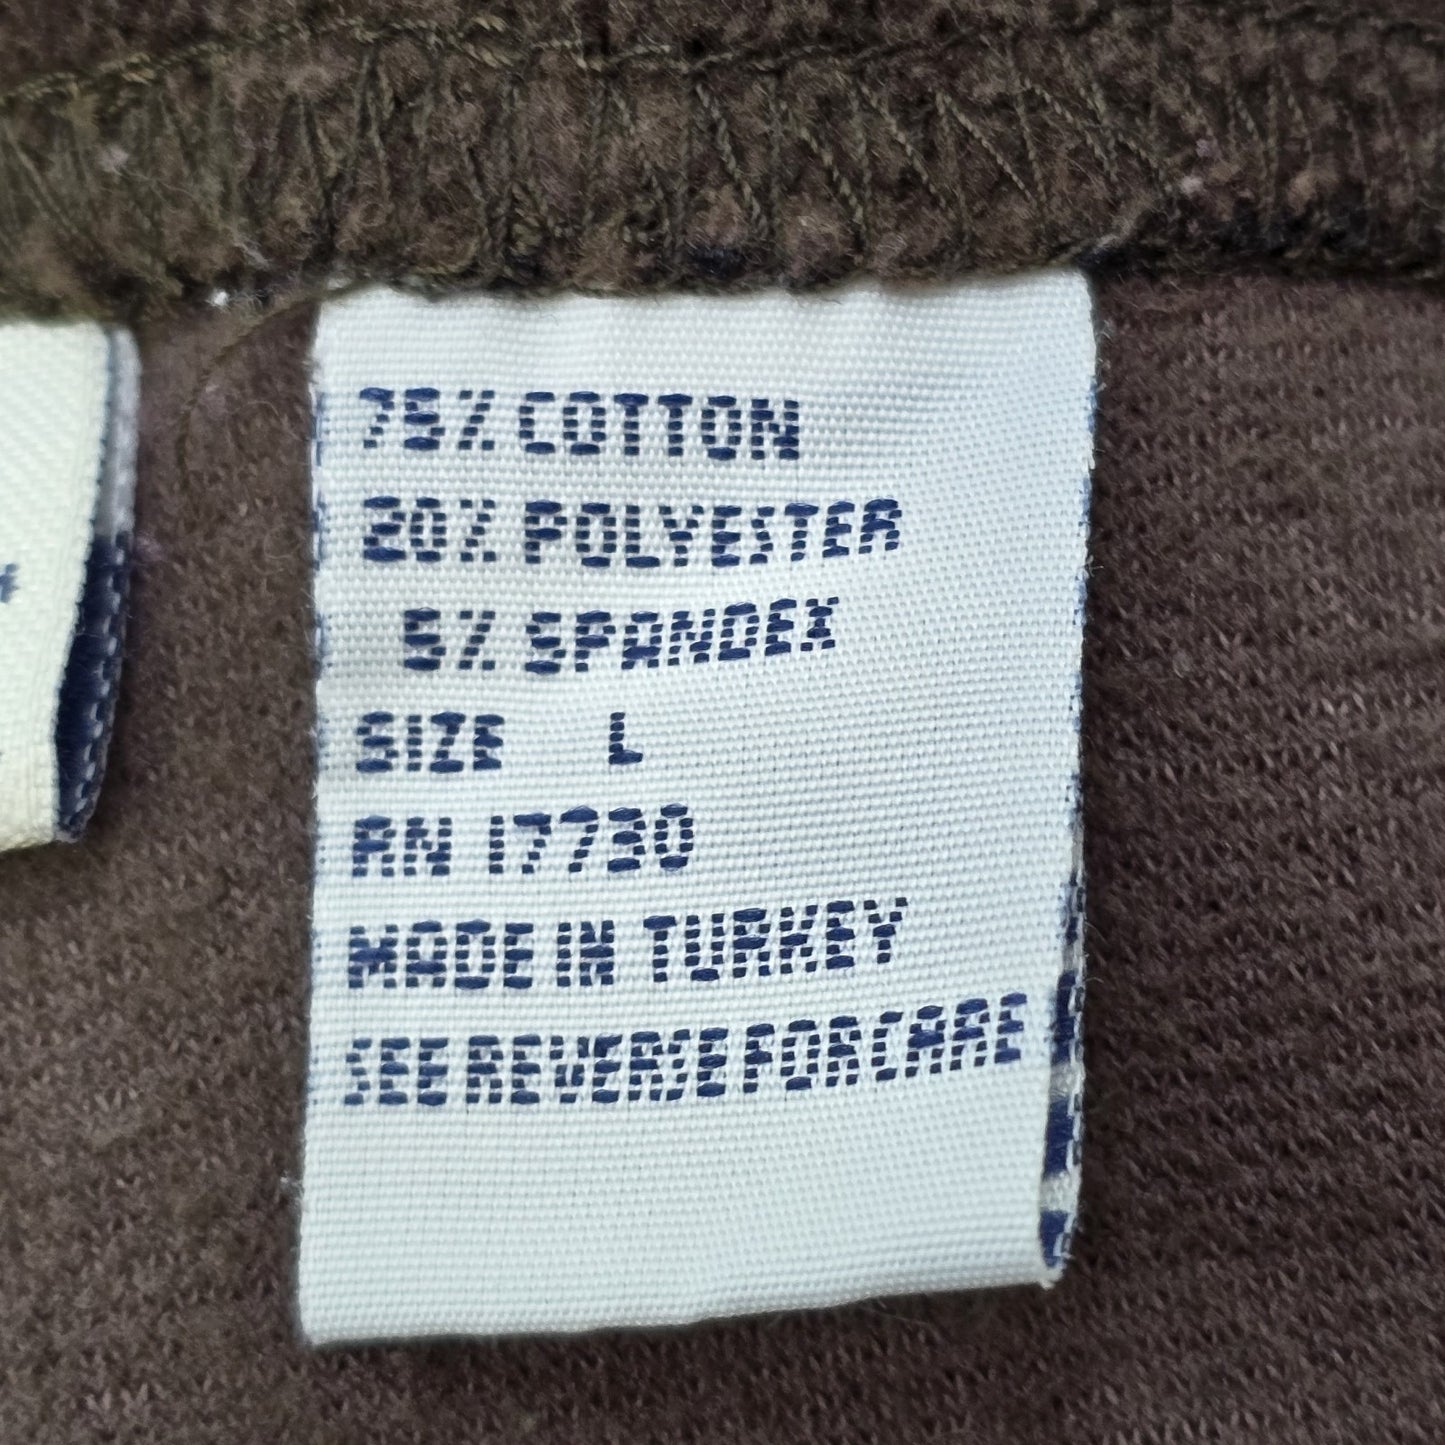 75% COTTON
20% POLYESTER
5% SPANDEX
SIZE L
RN 17730
MADE IN TURKEY
SEE REVERSE FOR CARE